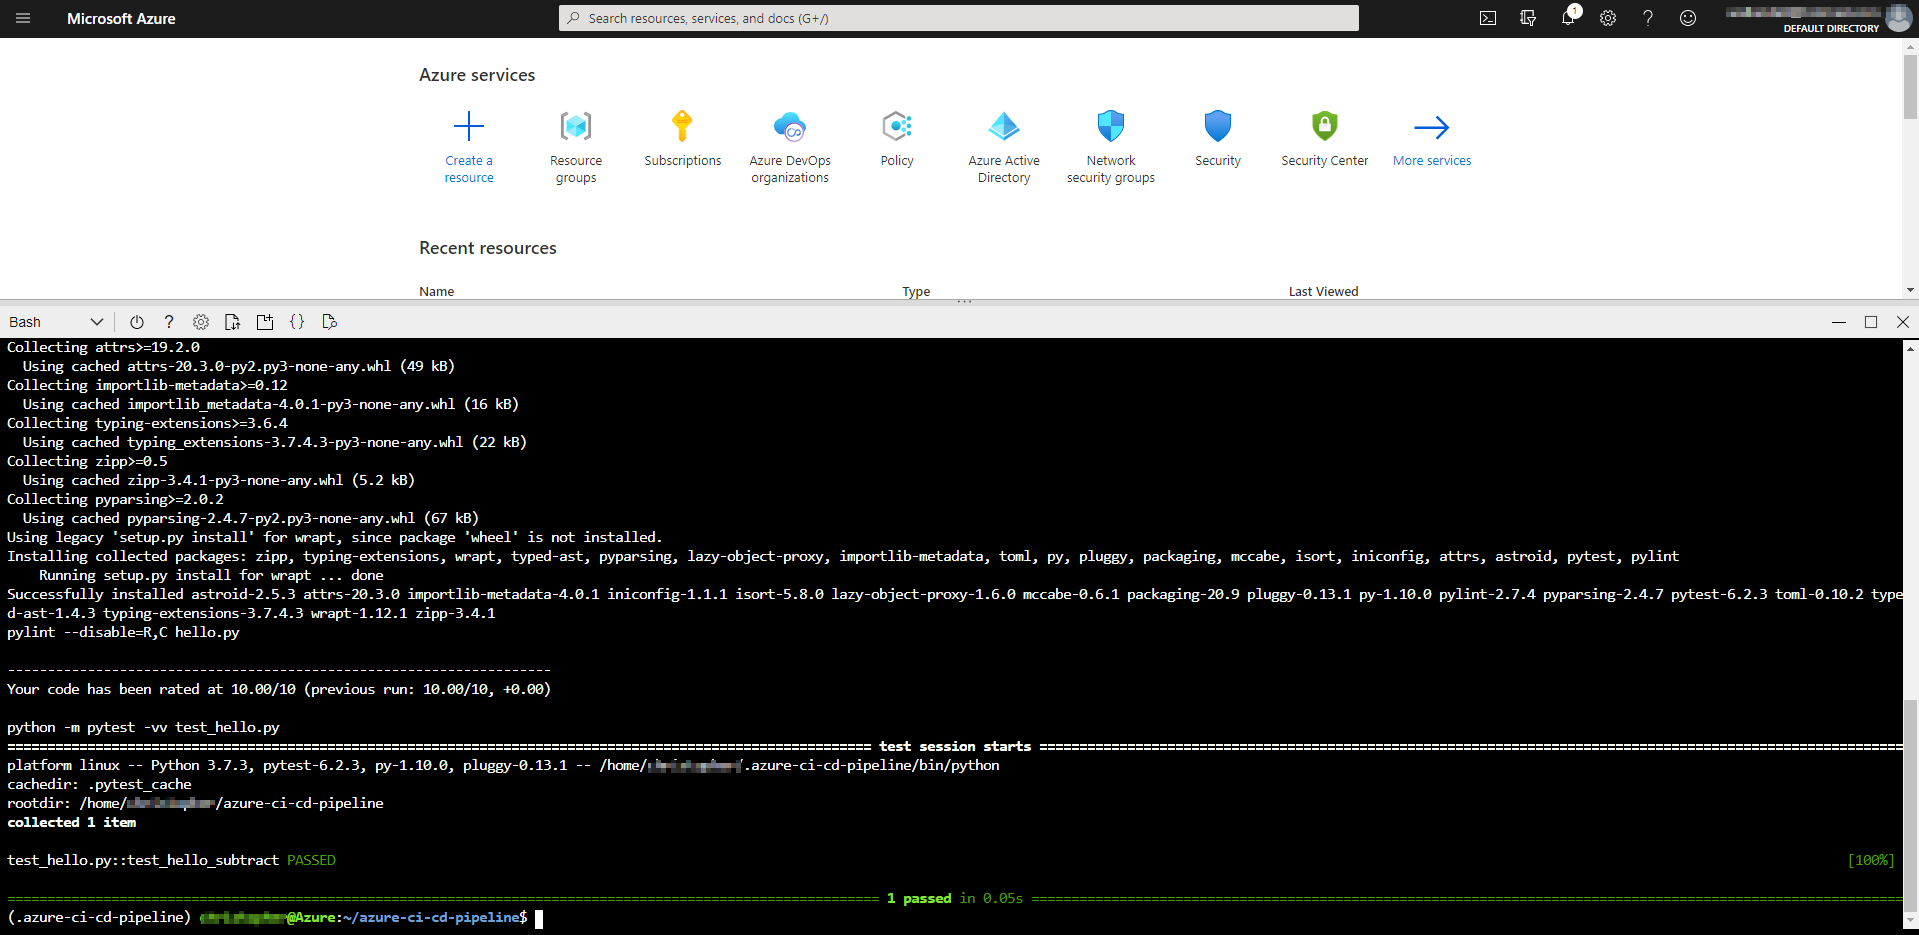 Microsoft Azure
Search resources, services, and docs (G+/)
1
DEFAULT DIRECTORY
Azure services
Create a resource
Resource groups
Subscriptions
Azure DevOps organizations
Policy
Azure Active Directory
Network security groups
Security
Security Center
More services
Recent resources
Name Type Last Viewed
Bash
Collecting attrs>=19.2.0
  Using cached attrs-20.3.0-py2.py3-none-any.whl (49 kB)
Collecting importlib-metadata>=0.12
  Using cached importlib_metadata-4.0.1-py3-none-any.whl (16 kB)
Collecting typing-extensions>=3.6.4
  Using cached typing_extensions-3.7.4.3-py3-none-any.whl (22 kB)
Collecting zipp>=0.5
  Using cached zipp-3.4.1-py3-none-any.whl (5.2 kB)
Collecting pyparsing>=2.0.2
  Using cached pyparsing-2.4.7-py2.py3-none-any.whl (67 kB)
Using legacy 'setup.py install' for wrapt, since package 'wheel' is not installed.
Installing collected packages: zipp, typing-extensions, wrapt, typed-ast, pyparsing, lazy-object-proxy, importlib-metadata, toml, py, pluggy, packaging, mccabe, isort, iniconfig, attrs, astroid, pytest, pylint
    Running setup.py install for wrapt ... done
Successfully installed astroid-2.5.3 attrs-20.3.0 importlib-metadata-4.0.1 iniconfig-1.1.1 isort-5.8.0 lazy-object-proxy-1.6.0 mccabe-0.6.1 packaging-20.9 pluggy-0.13.1 py-1.10.0 pylint-2.7.4 pyparsing-2.4.7 pytest-6.2.3 toml-0.10.2 type
d-ast-1.4.3 typing-extensions-3.7.4.3 wrapt-1.12.1 zipp-3.4.1
pylint --disable=R,C hello.py
--------------------------------------------------------------------
Your code has been rated at 10.00/10 (previous run: 10.00/10, +0.00)
python -m pytest -vv test_hello.py
test session starts
platform linux -- Python 3.7.3, pytest-6.2.3, py-1.10.0, pluggy-0.13.1 -- /home/ /.azure-ci-cd-pipeline/bin/python
cachedir: .pytest_cache
rootdir: /home/ /azure-ci-cd-pipeline
collected 1 item
test_hello.py::test_hello_subtract PASSED [100%]
1 passed in 0.05s
(.azure-ci-cd-pipeline) @Azure:~/azure-ci-cd-pipeline$